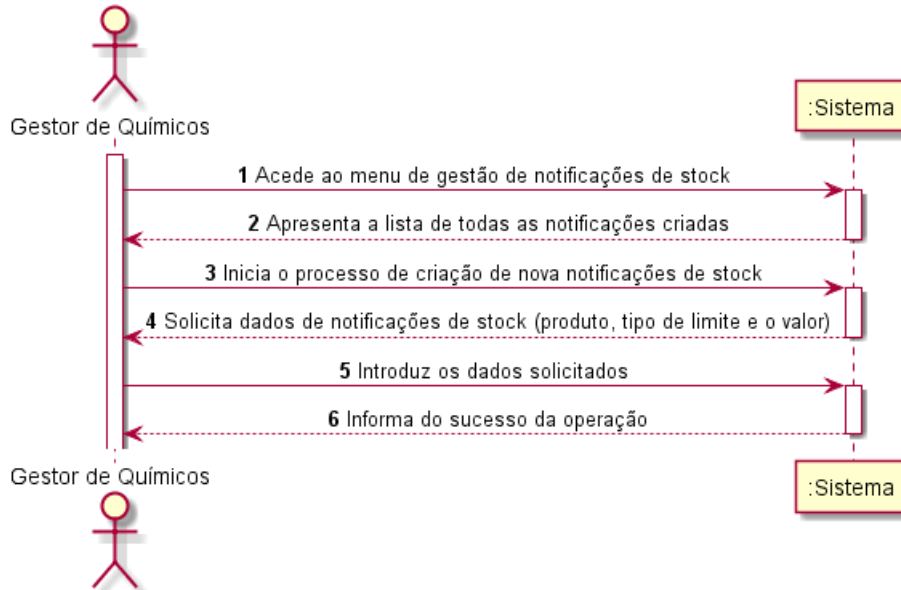 Gestor de Químicos
:Sistema
1 Acede ao menu de gestão de notificações de stock
2 Apresenta a lista de todas as notificações criadas
3 Inicia o processo de criação de nova notificações de stock
4 Solicita dados de notificações de stock (produto, tipo de limite e o valor)
5 Introduz os dados solicitados
6 Informa do sucesso da operação
Gestor de Químicos
:Sistema